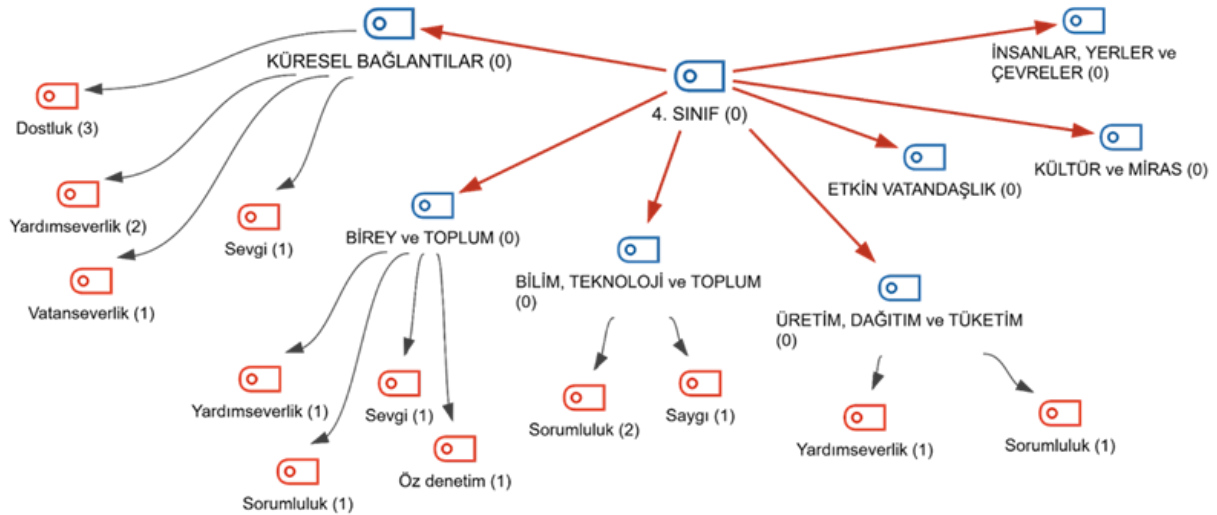 KÜRESEL BAĞLANTILAR (0)
İNSANLAR, YERLER ve
ÇEVRELER (0)
4. SINIF (0)
Dostluk (3)
KÜLTÜR ve MİRAS (0)
ETKİN VATANDAŞLIK (0)
Yardımseverlik (2)
Sevgi (1)
BİREY ve TOPLUM (0)
BİLİM, TEKNOLOJİ ve TOPLUM
(0)
Vatanseverlik (1)
ÜRETİM, DAĞITIM ve TÜKETİM
(0)
Yardımseverlik (1)
Sevgi (1)
Sorumluluk (2)
Saygı (1)
Yardımseverlik (1)
Sorumluluk (1)
Öz denetim (1)
Sorumluluk (1)